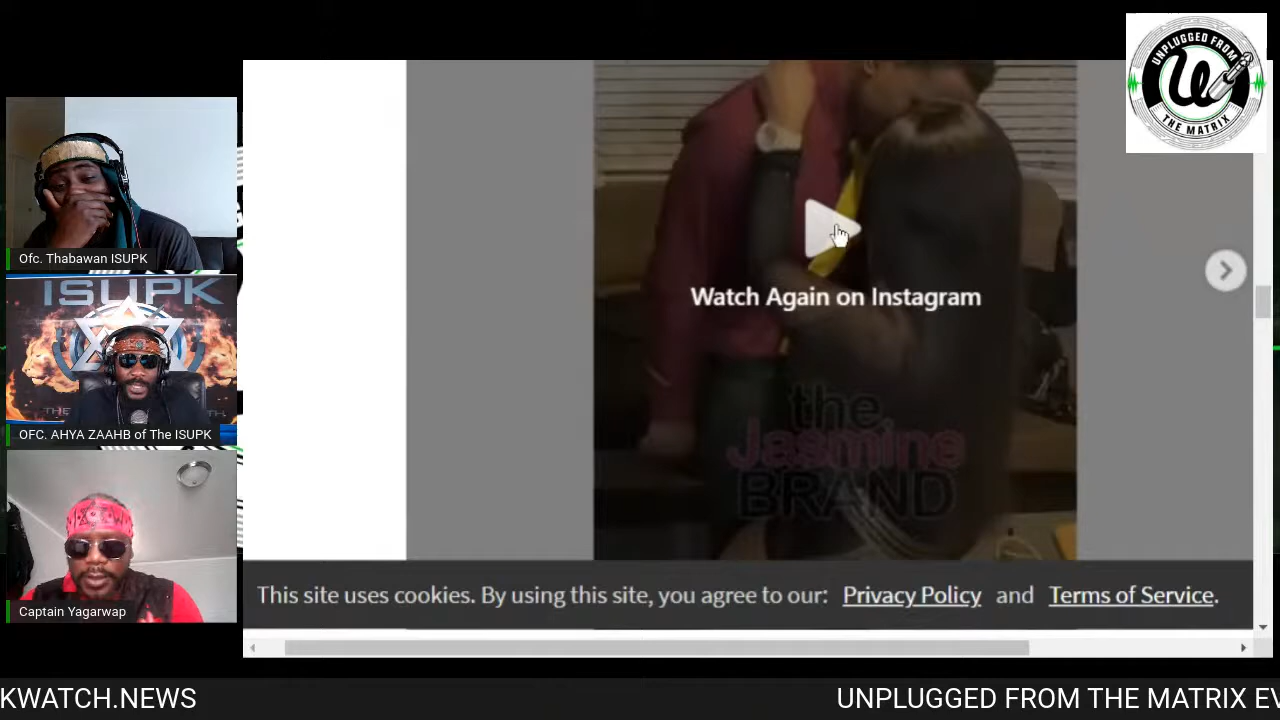 UNPLUGGED FROM
THE MATRIX
Ofc. Thabawan ISUPK
ISUPK
OFC. AHYA ZAAHB of The ISUPK
Captain Yagarwap
Watch Again on Instagram
the
Jasmine
BRAND
This site uses cookies. By using this site, you agree to our: Privacy Policy and Terms of Service.
KWATCH.NEWS
UNPLUGGED FROM THE MATRIX EV